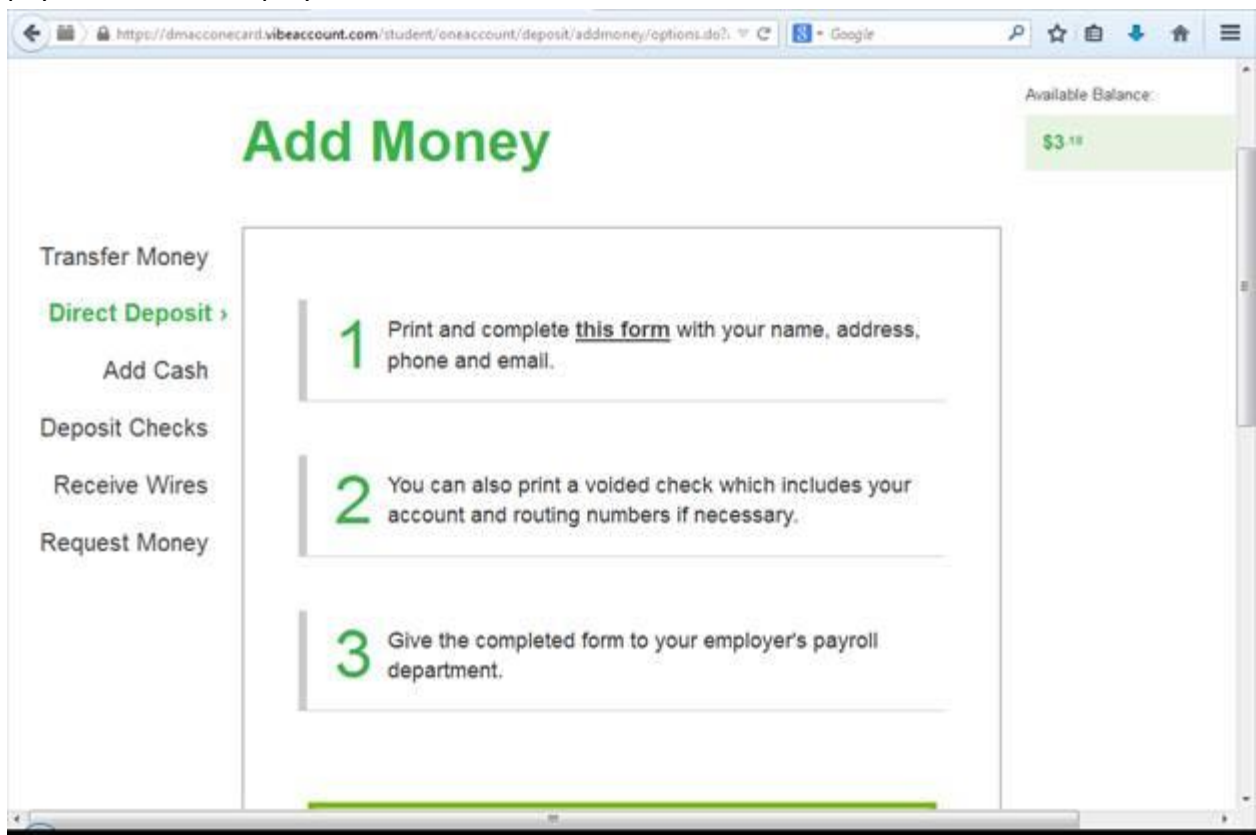 https://dmacconecard.vibeaccount.com/student/oneaccount/deposit/addmoney/options.do?
Google
Available Balance:
Add Money
$3.18
Transfer Money
Direct Deposit ›
Add Cash
Deposit Checks
Receive Wires
Request Money
1
Print and complete this form with your name, address,
phone and email.
2
You can also print a voided check which includes your
account and routing numbers if necessary.
3
Give the completed form to your employer's payroll
department.